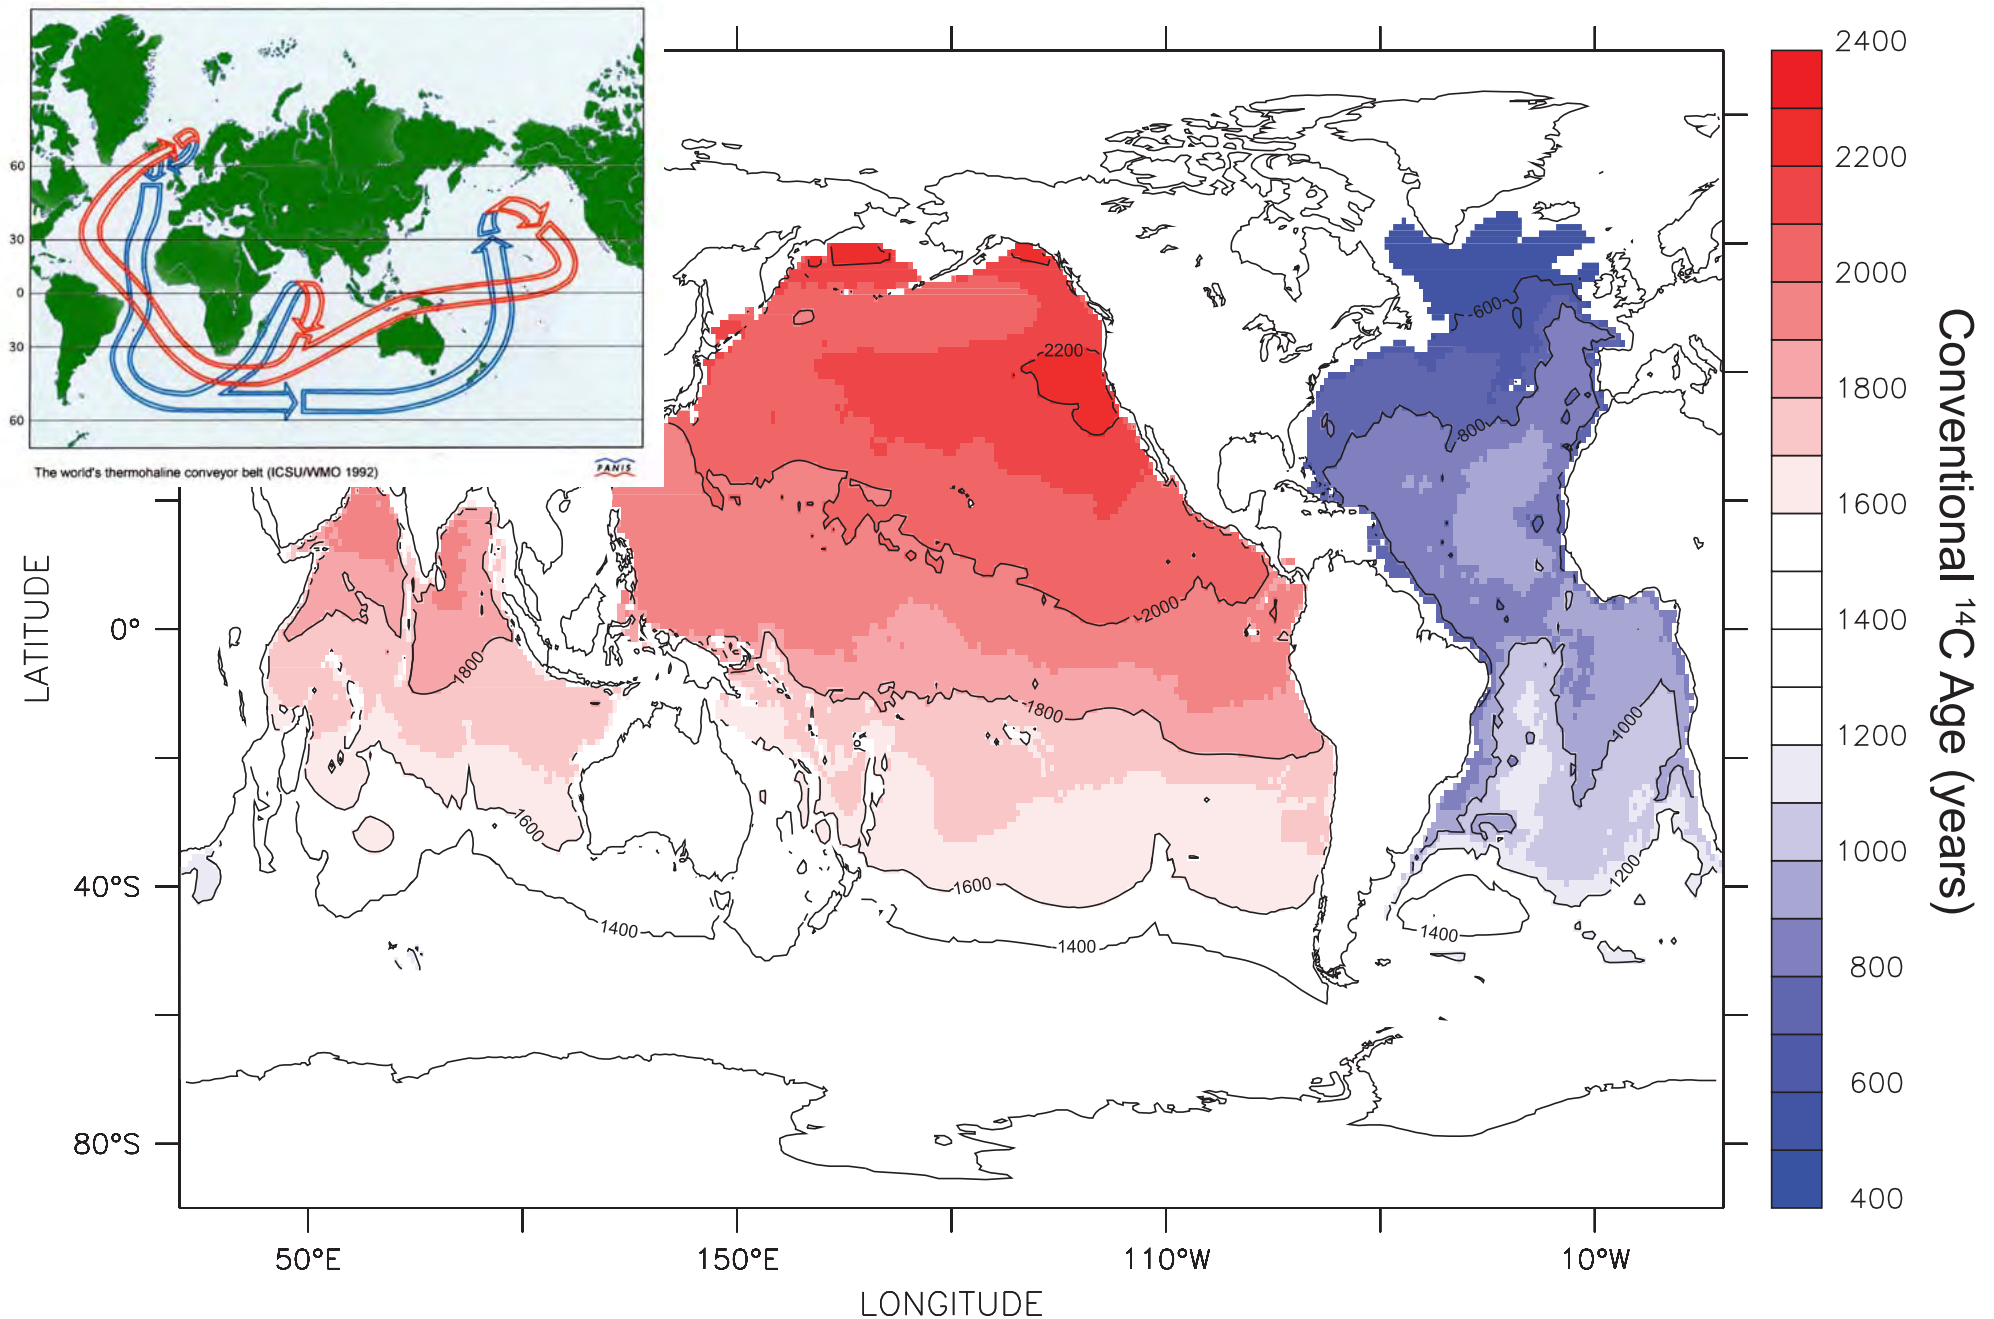 60
30
0
30
60
The world's thermohaline conveyor belt (ICSU/WMO 1992)
PANIS
2400
2200
2000
1800
1600
1400
1200
1000
800
600
400
Conventional 14C Age (years)
-600
2200
-800
2000
1800
1800
1000
1600
1600
1200
1400
1400
1400
LATITUDE
0°
40°S
80°S
50°E
150°E
110°W
10°W
LONGITUDE